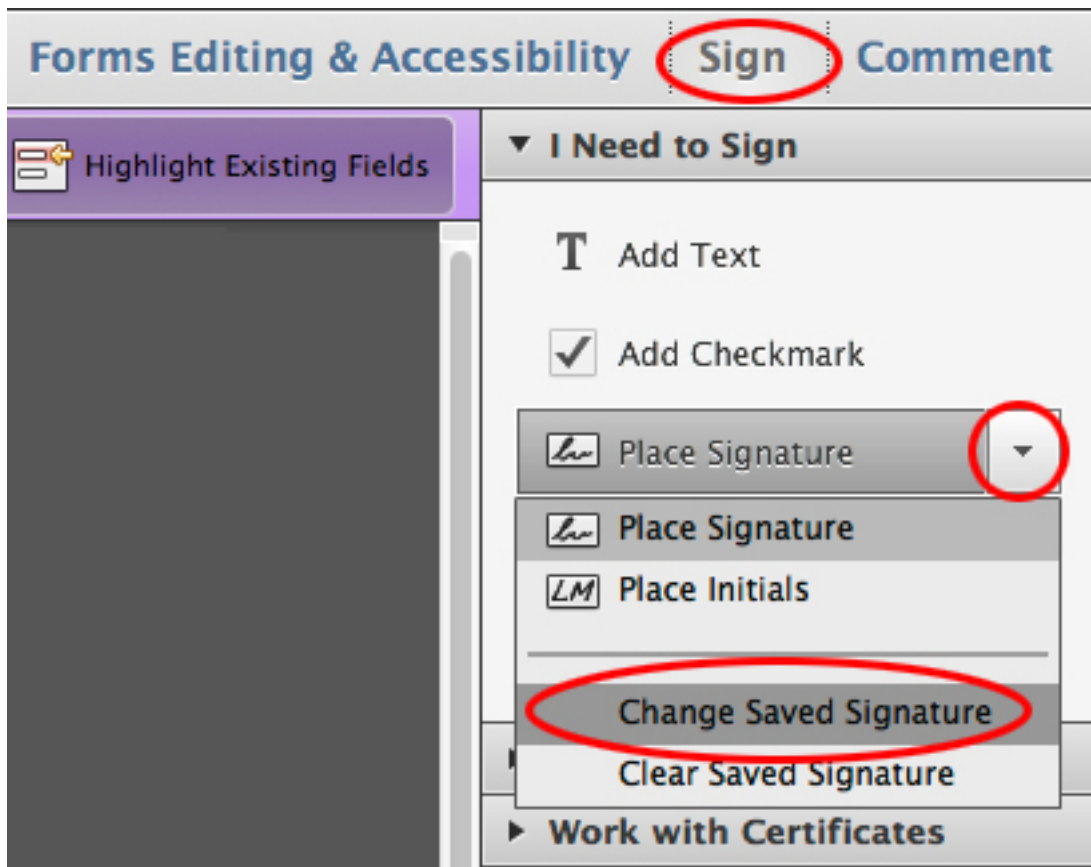 Forms Editing & Accessibility Sign Comment
Highlight Existing Fields
I Need to Sign
T Add Text
Add Checkmark
Place Signature
Place Signature
LM Place Initials
Change Saved Signature
Clear Saved Signature
Work with Certificates